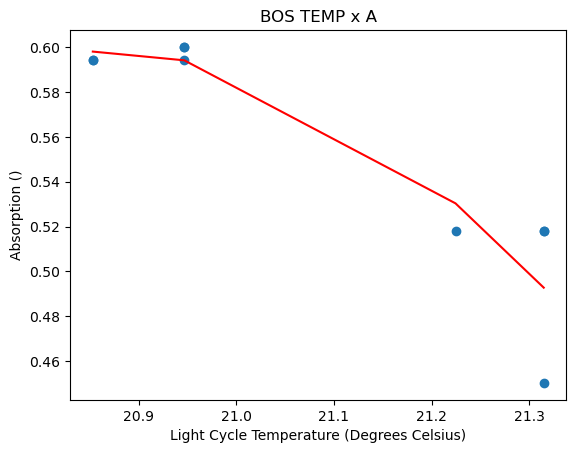 BOS TEMP x A
0.60
0.58
0.56
0.54
0.52
0.50
0.48
0.46
Absorption ()
20.9 21.0 21.1 21.2 21.3
Light Cycle Temperature (Degrees Celsius)